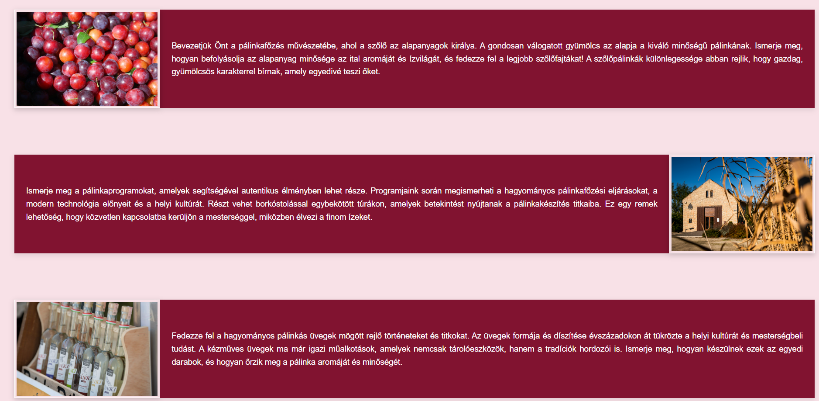 Bevezetjük Önt a pálinkafőzés művészetébe, ahol a szőlő az alapanyagok királya. A gondosan válogatott gyümölcs az alapja a kiváló minőségű pálinkának. Ismerje meg,
hogyan befolyásolja az alapanyag minősége az ital aromáját és ízvilágát, és fedezze fel a legjobb szőlőfajtákat! A szőlőpálinkák különlegessége abban rejlik, hogy gazdag,
gyümölcsös karakterrel bírnak, amely egyedivé teszi őket.
Ismerje meg a pálinkaprogramokat, amelyek segítségével autentikus élményben lehet része. Programjaink során megismerheti a hagyományos pálinkafőzési eljárásokat, a
modern technológia előnyeit és a helyi kultúrát. Részt vehet borkóstolással egybekötött túrákon, amelyek betekintést nyújtanak a pálinkakészítés titkaiba. Ez egy remek
lehetőség, hogy közvetlen kapcsolatba kerüljön a mesterséggel, miközben élvezi a finom ízeket.
Fedezze fel a hagyományos pálinkás üvegek mögött rejlő történeteket és titkokat. Az üvegek formája és díszítése évszázadokon át tükrözte a helyi kultúrát és mesterségbeli
tudást. A kézműves üvegek ma már igazi műalkotások, amelyek nemcsak tárolóeszközök, hanem a tradíciók hordozói is. Ismerje meg, hogyan készülnek ezek az egyedi
darabok, és hogyan őrzik meg a pálinka aromáját és minőségét.